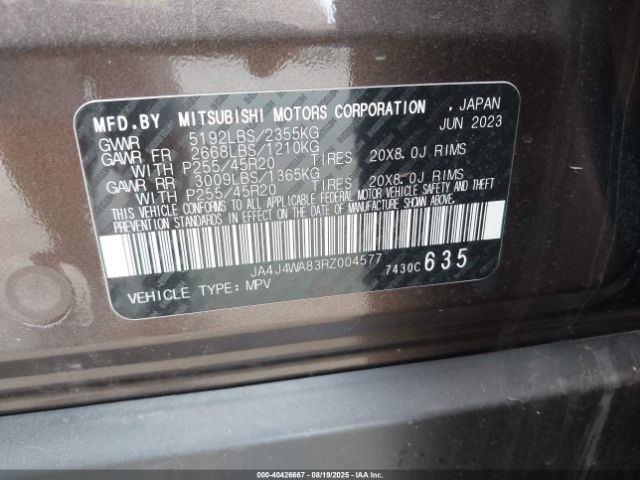 MFD.BY MITSUBISHI MOTORS CORPORATION , JAPAN
GVWR 5192LBS/2355KG JUN 2023
GAWR FR 2668LBS/1210KG
WITH P255/45R20 TIRES 20X8.0J RIMS
GAWR RR 3009LBS/1365KG
WITH P255/45R20 TIRES 20X8.0J RIMS
THIS VEHICLE CONFORMS TO ALL APPLICABLE FEDERAL MOTOR VEHICLE SAFETY AND THEFT
PREVENTION STANDARDS IN EFFECT ON THE DATE OF MANUFACTURE SHOWN ABOVE.
JA4J4WA83RZ004577 7430C 635
VEHICLE TYPE: MPV
000-40426667 - 08/19/2025 - IAA Inc.